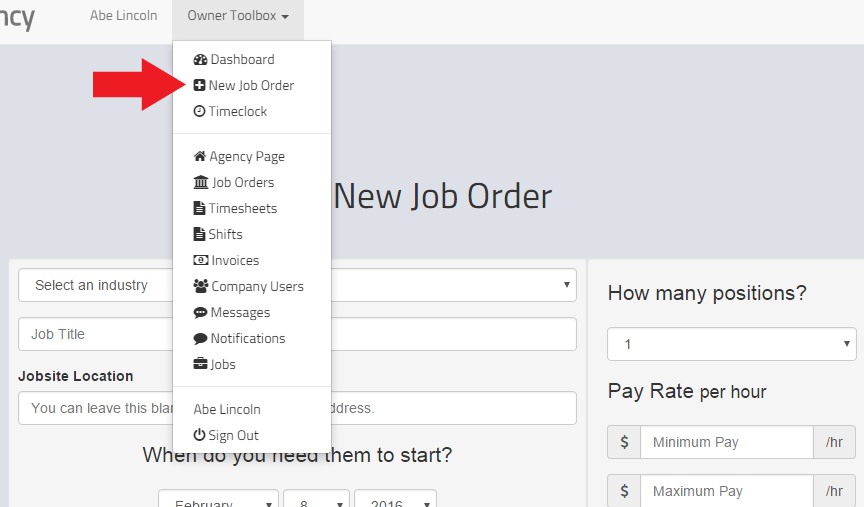 ncy Abe Lincoln Owner Toolbox
Dashboard
New Job Order
Timeclock
Agency Page
Job Orders
Timesheets
Shifts
Invoices
Company Users
Messages
Notifications
Jobs
Abe Lincoln
Sign Out
New Job Order
Select an industry
Job Title
Jobsite Location
You can leave this ddress.
When do you need them to start?
February 8 2016
How many positions?
1
Pay Rate per hour
$ Minimum Pay /hr
$ Maximum Pay /hr